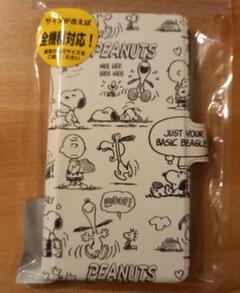 サイズが合えば
全機種対応！
PEANUTS
HEE HEE
HEE HEE
HEE
JUST YOUR
BASIC BEAGLE
WOOF!
PEANUTS